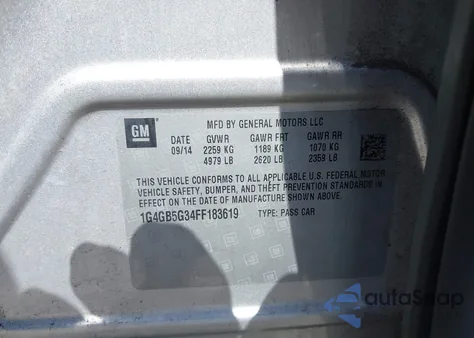 MFD BY GENERAL MOTORS LLC
GM
DATE GVWR GAWR FRT GAWR RR
09/14 2259 KG 1189 KG 1070 KG
4979 LB 2620 LB 2359 LB
THIS VEHICLE CONFORMS TO ALL APPLICABLE U.S. FEDERAL MOTOR
VEHICLE SAFETY, BUMPER, AND THEFT PREVENTION STANDARDS IN
EFFECT ON THE DATE OF MANUFACTURE SHOWN ABOVE.
1G4GB5G34FF183619 TYPE: PASS CAR
autoSnap